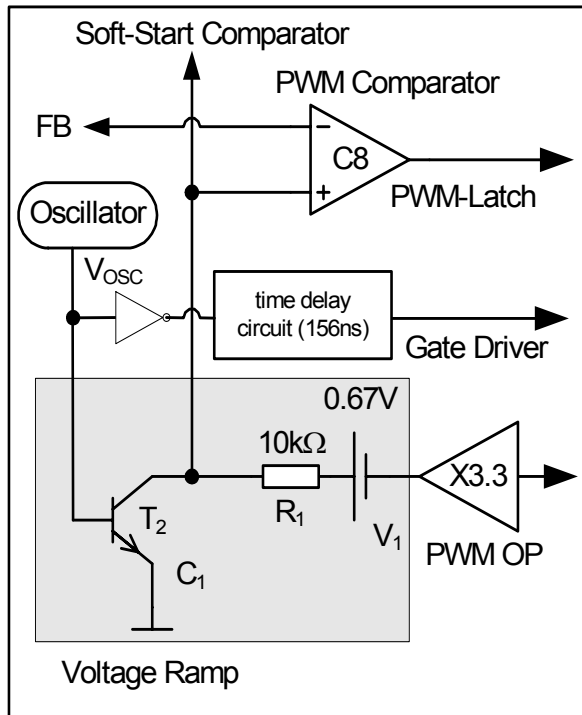 Soft-Start Comparator
PWM Comparator
FB
C8
PWM-Latch
Oscillator
VOSC
time delay
circuit (156ns)
Gate Driver
0.67V
10kΩ
X3.3
R1
V1
T2
PWM OP
C1
Voltage Ramp